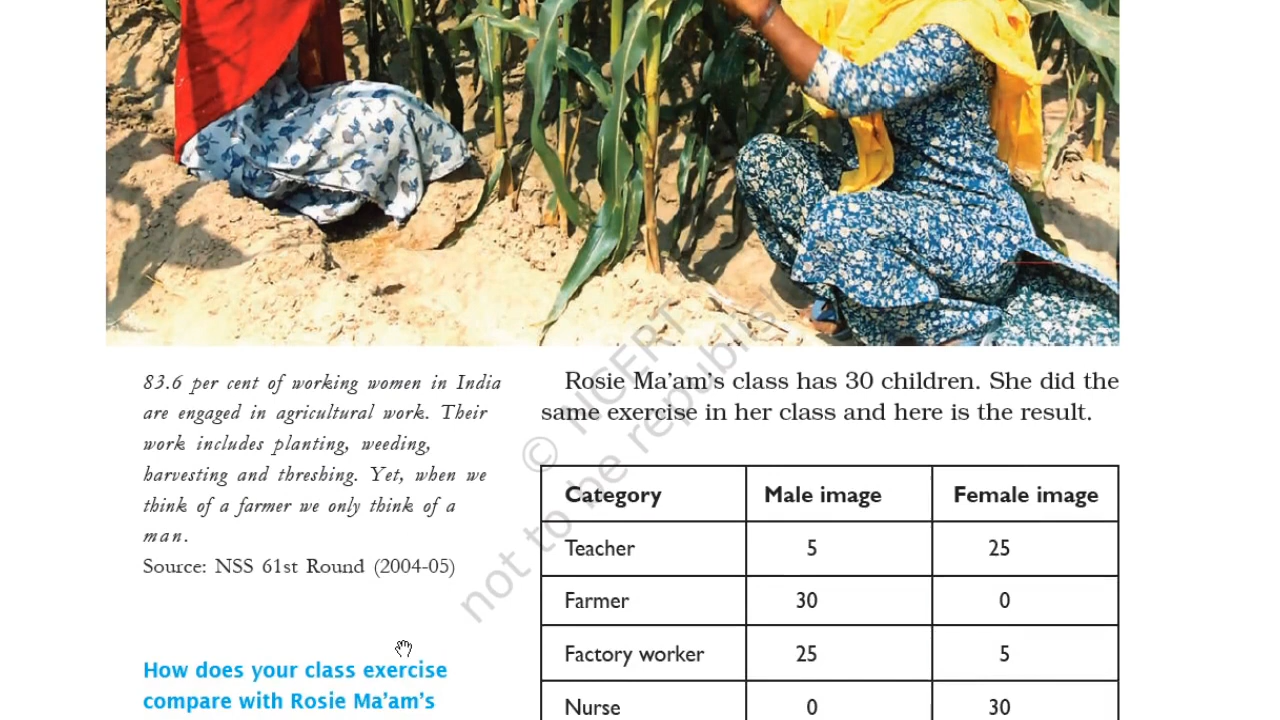 83.6 per cent of working women in India
are engaged in agricultural work. Their
work includes planting, weeding,
harvesting and threshing. Yet, when we
think of a farmer we only think of a
man.
Source: NSS 61st Round (2004-05)
How does your class exercise
compare with Rosie Ma’am’s
Rosie Ma’am’s class has 30 children. She did the
same exercise in her class and here is the result.
Category Male image Female image
Teacher 5 25
Farmer 30 0
Factory worker 25 5
Nurse 0 30
© NCERT
not to be